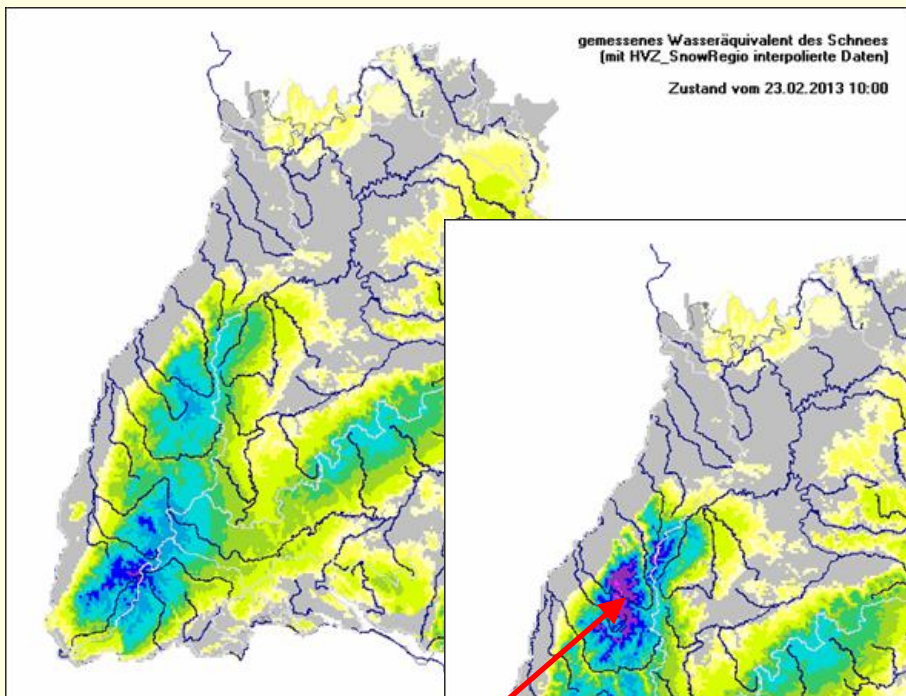 gemessenes Wasseräquivalent des Schnees
(mit HVZ_SnowRegio interpolierte Daten)
Zustand vom 23.02.2013 10:00